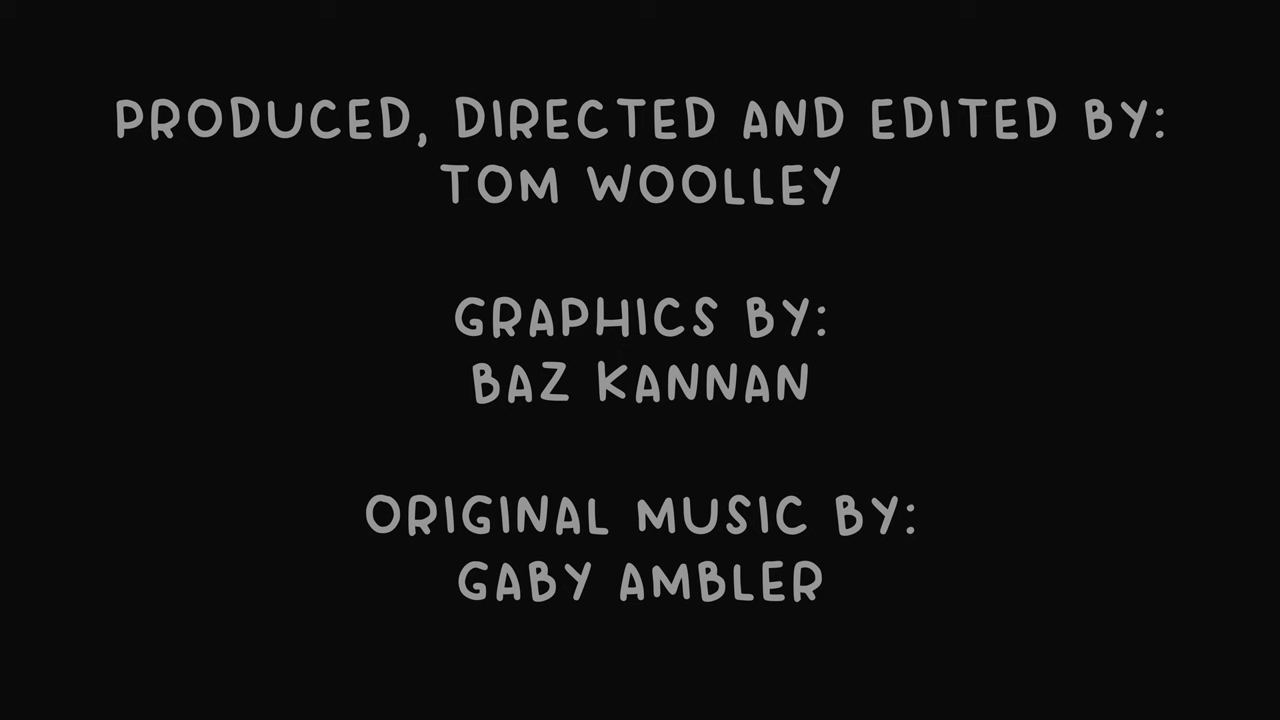 PRODUCED, DIRECTED AND EDITED BY:
TOM WOOLLEY
GRAPHICS BY:
BAZ KANNAN
ORIGINAL MUSIC BY:
GABY AMBLER